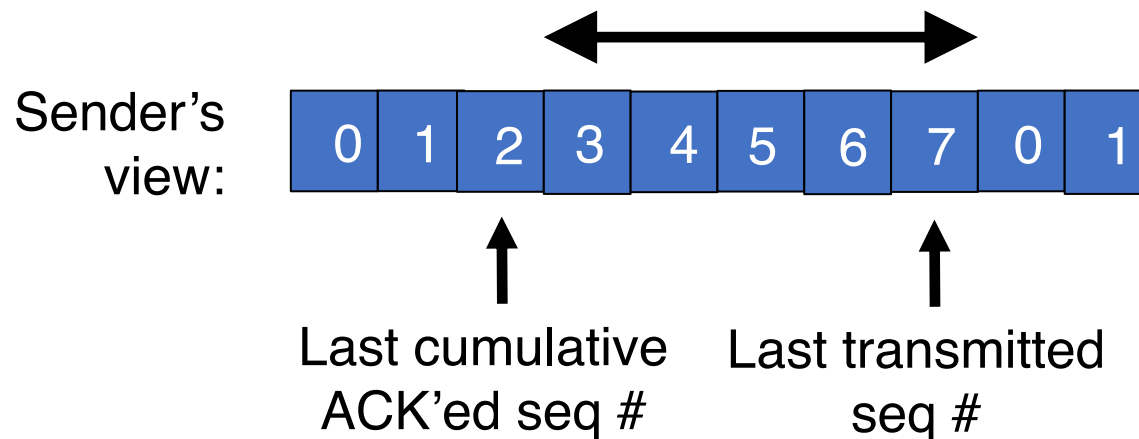 Sender's
view:
0 1 2 3 4 5 6 7 0 1
Last cumulative
ACK'ed seq #
Last transmitted
seq #